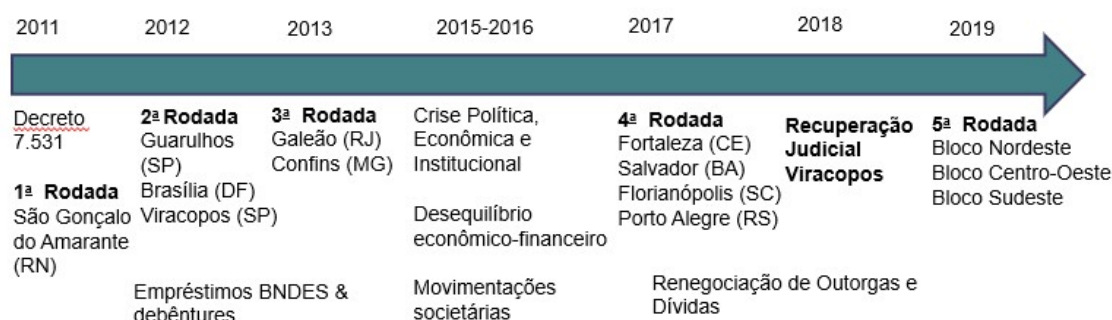 2011
2012
2013
2015-2016
2017
2018
2019
Decreto
7.531
1ª Rodada
São Gonçalo
do Amarante
(RN)
2ª Rodada
Guarulhos
(SP)
Brasília (DF)
Viracopos (SP)
3ª Rodada
Galeão (RJ)
Confins (MG)
Empréstimos BNDES &
debêntures
Crise Política,
Econômica e
Institucional
Desequilíbrio
econômico-financeiro
Movimentações
societárias
4ª Rodada
Fortaleza (CE)
Salvador (BA)
Florianópolis (SC)
Porto Alegre (RS)
Recuperação
Judicial
Viracopos
Renegociação de Outorgas e
Dívidas
5ª Rodada
Bloco Nordeste
Bloco Centro-Oeste
Bloco Sudeste